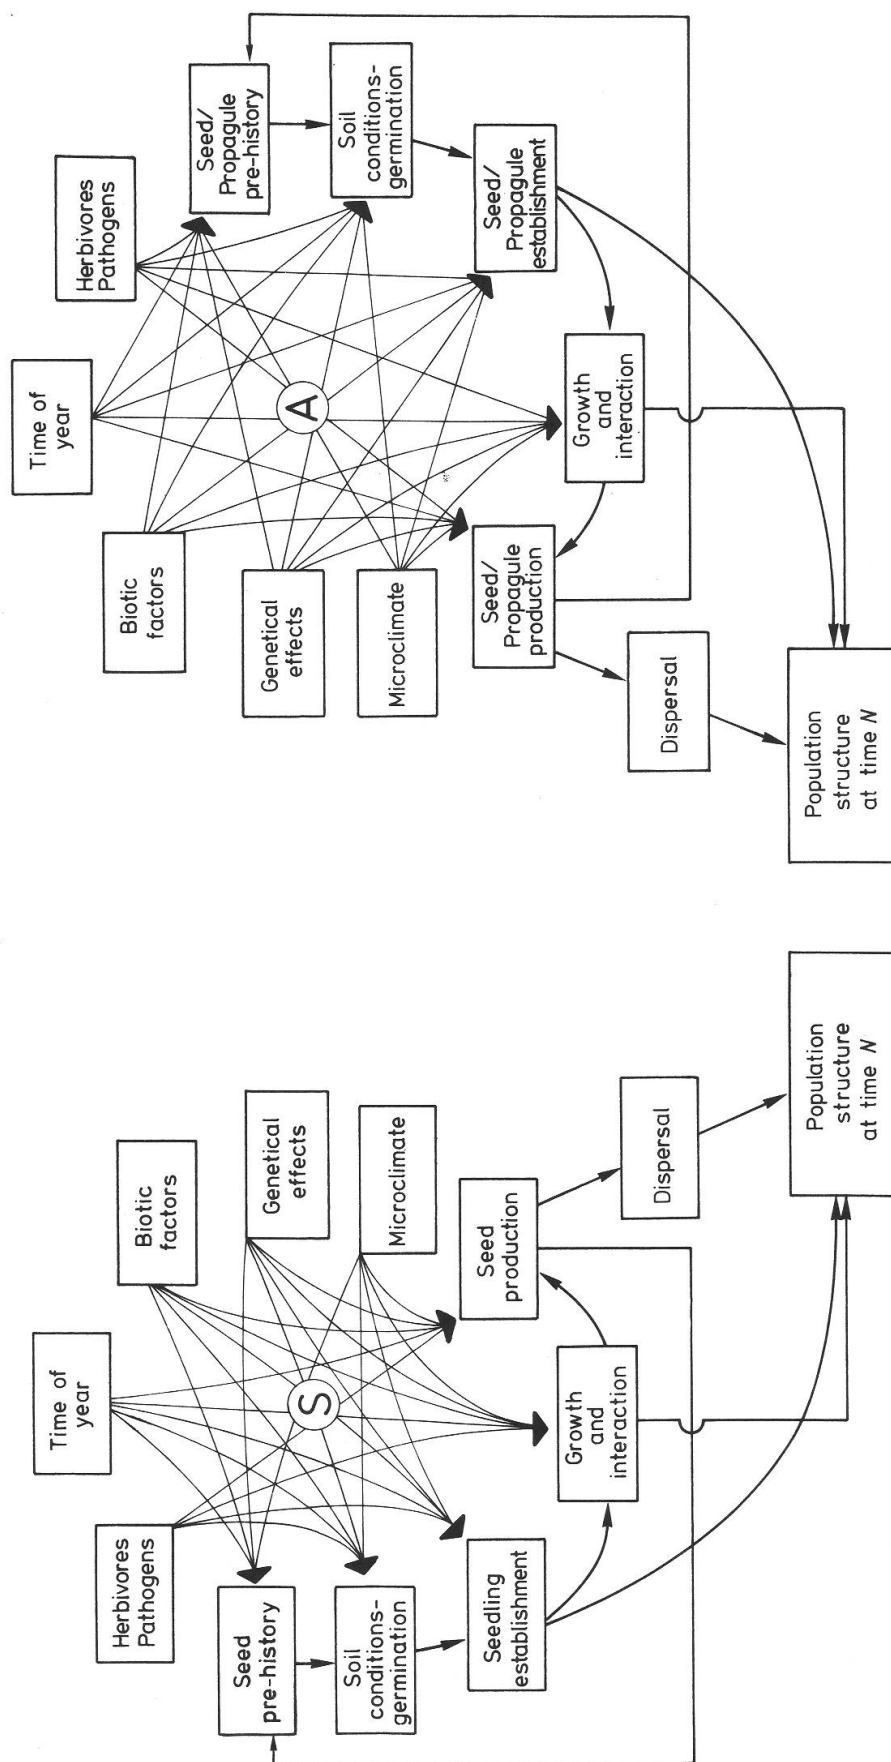 Time of
year
Herbivores
Pathogens
Biotic
factors
Seed
pre-history
Genetical
effects
S
Soil
conditions-
germination
Microclimate
Seedling
establishment
Seed
production
Growth
and
interaction
Dispersal
Population
structure
at time N
Time of
year
Herbivores
Pathogens
Biotic
factors
Seed/
Propagule
pre-history
Genetical
effects
A
Soil
conditions-
germination
Microclimate
Seed/
Propagule
production
Seed/
Propagule
establishment
Growth
and
interaction
Dispersal
Population
structure
at time N